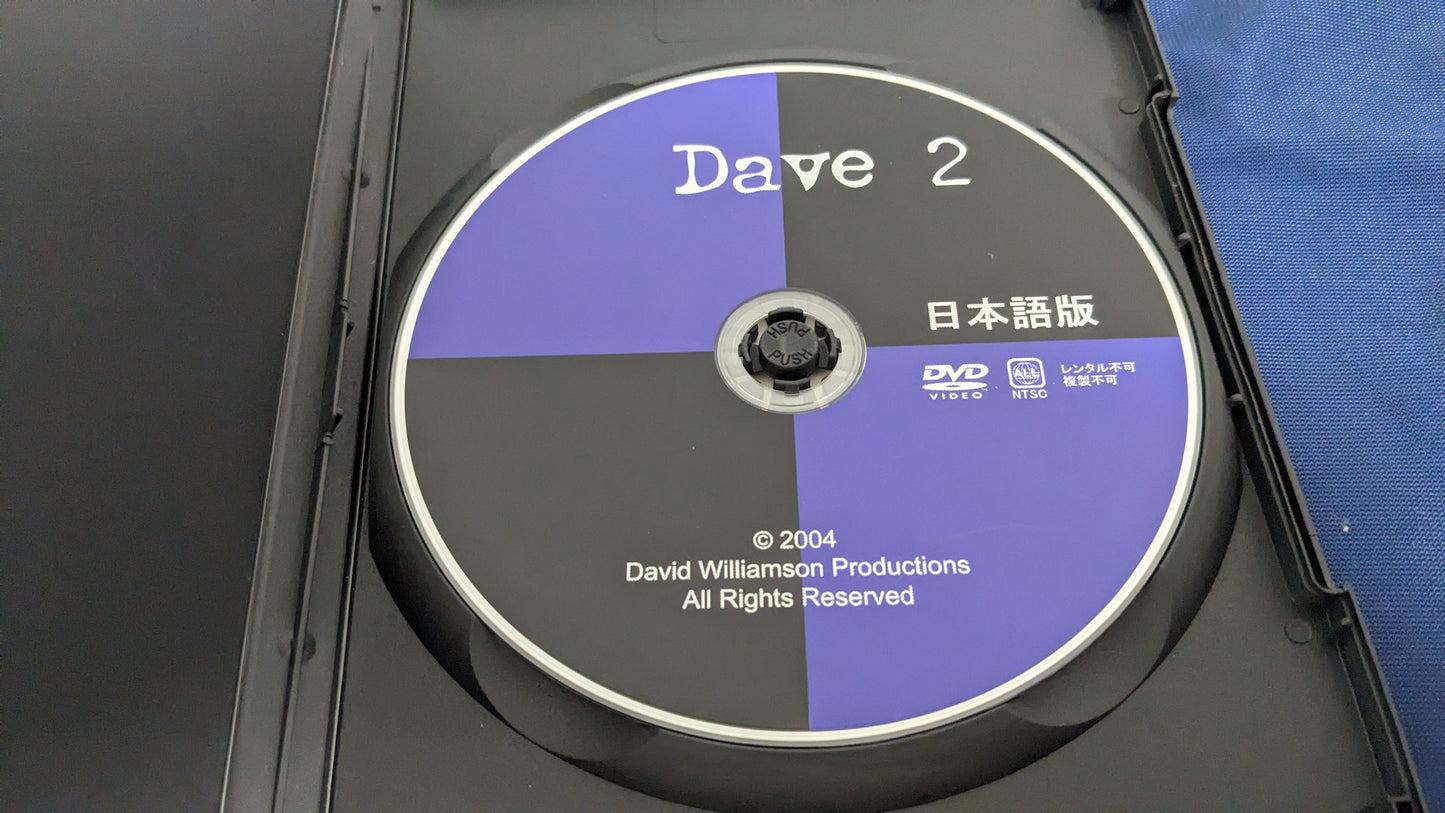 Dave 2
日本語版
PUSH
PUSH
DVD
VIDEO
ALL
NTSC
レンタル不可
複製不可
© 2004
David Williamson Productions
All Rights Reserved